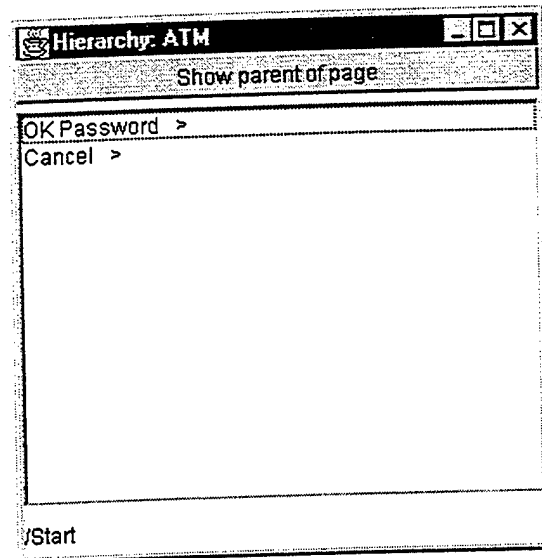 Hierarchy: ATM
Show parent of page
OK Password >
Cancel >
/Start